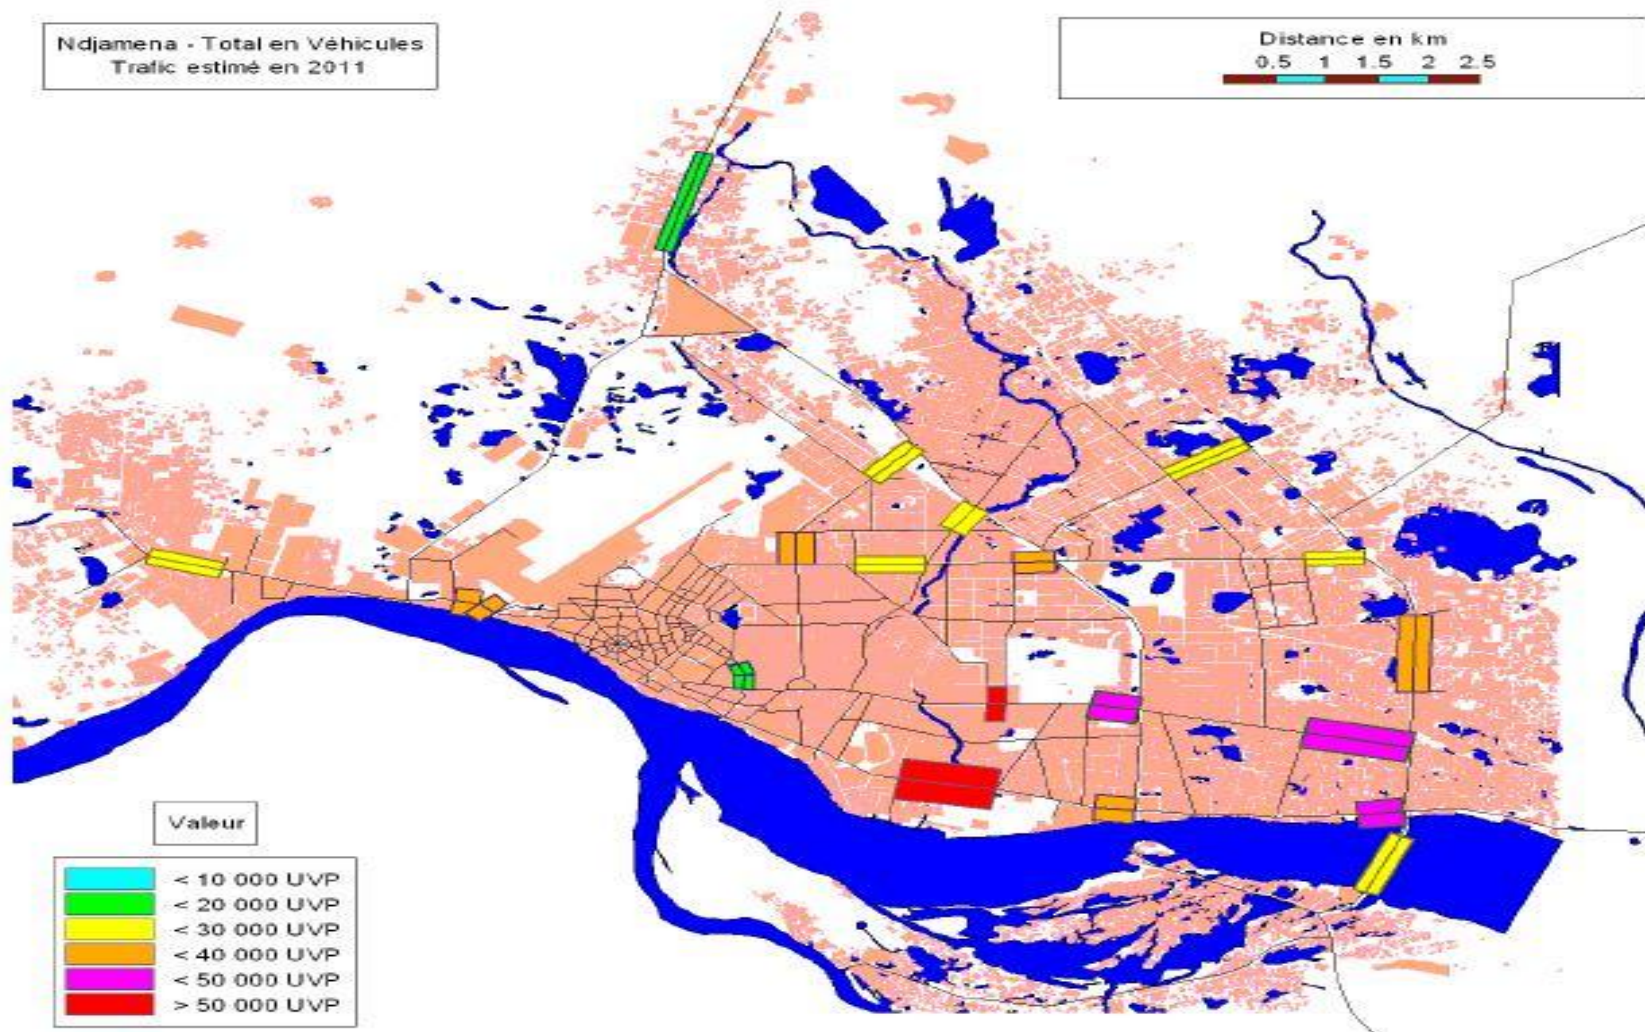 Ndjamena - Total en Véhicules
Trafic estimé en 2011
Distance en km
0.5 1 1.5 2 2.5
Valeur
< 10 000 UVP
< 20 000 UVP
< 30 000 UVP
< 40 000 UVP
< 50 000 UVP
> 50 000 UVP